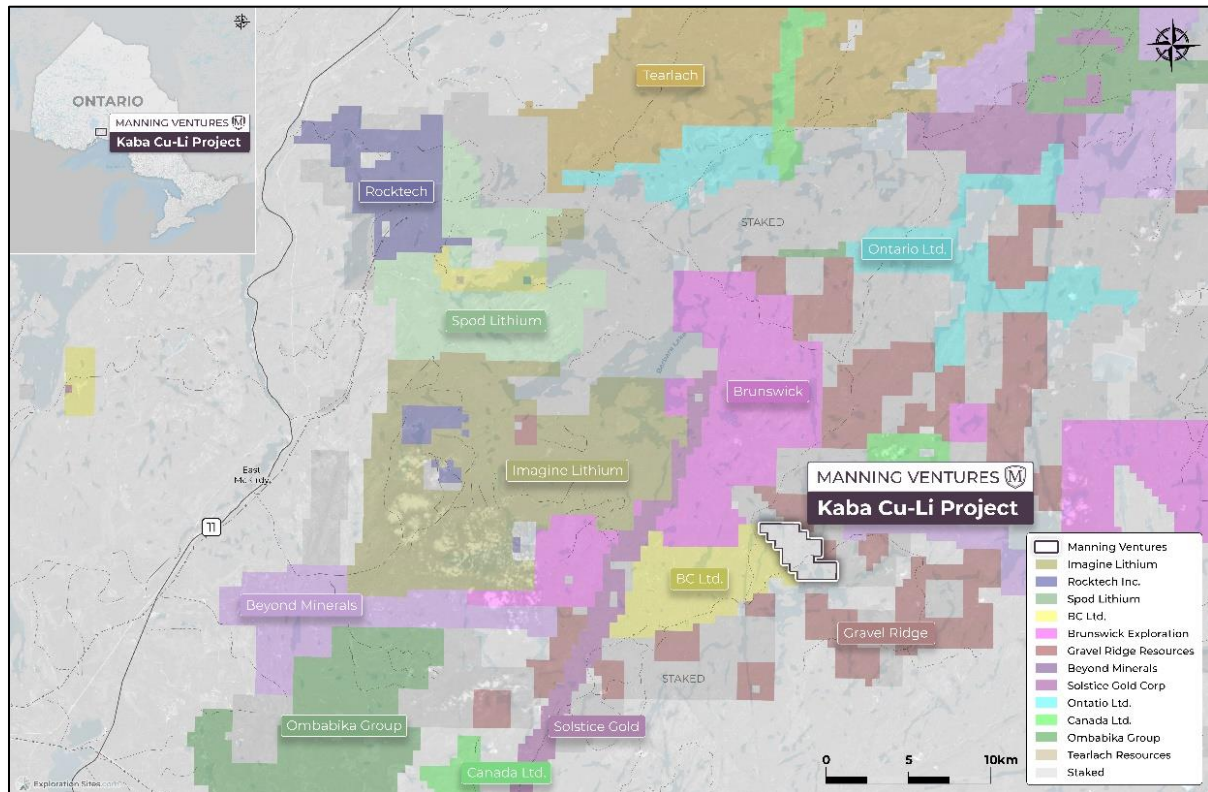 ONTARIO
MANNING VENTURES M
Kaba Cu-Li Project
Tearlach
Rocktech
STAKED
Ontario Ltd.
Spod Lithium
Brunswick
Imagine Lithium
East
11
MANNING VENTURES M
Kaba Cu-Li Project
BC Ltd.
Beyond Minerals
Gravel Ridge
STAKED
Ombabika Group
Solstice Gold
Canada Ltd.
Manning Ventures
Imagine Lithium
Rocktech Inc.
Spod Lithium
BC Ltd.
Brunswick Exploration
Gravel Ridge Resources
Beyond Minerals
Solstice Gold Corp
Ontatio Ltd.
Canada Ltd.
Ombabika Group
Tearlach Resources
Staked
0 5 10km
Exploration Sites.com